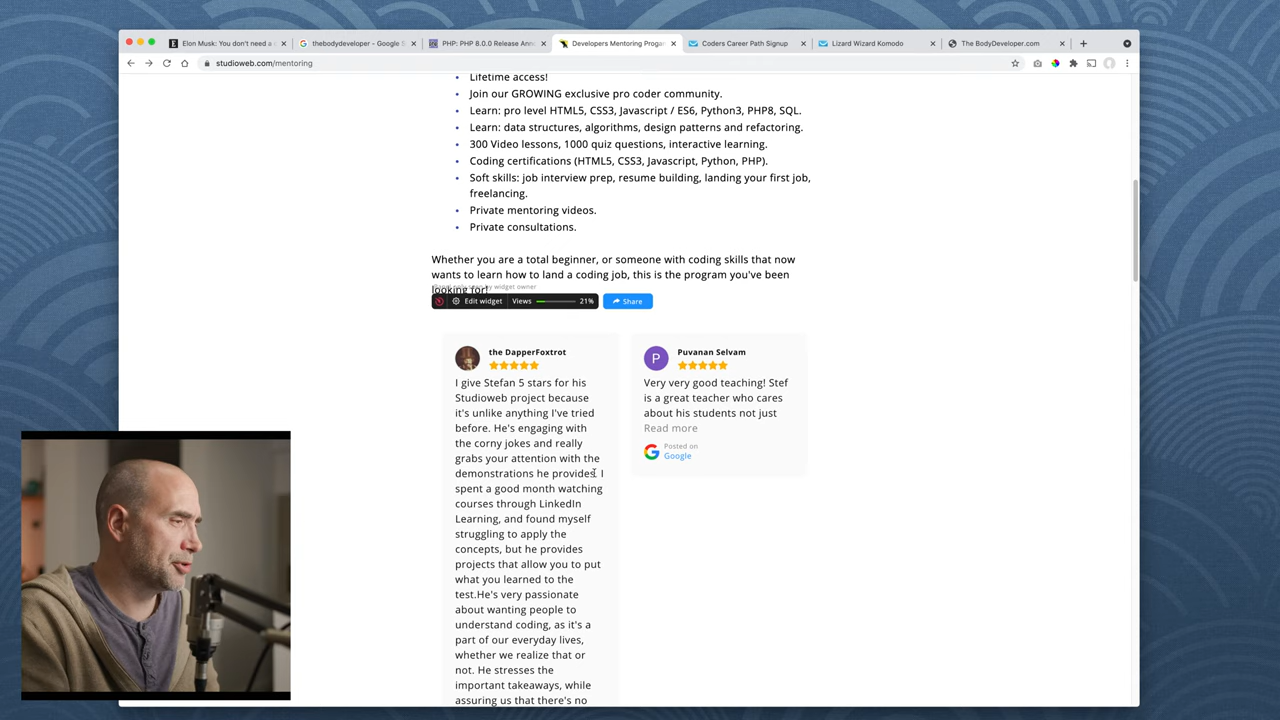 Elon Musk: You don't need a
thebodydeveloper - Google S
PHP: PHP 8.0.0 Release Ann
Developers Mentoring Progam
Coders Career Path Signup
Lizard Wizard Komodo
The BodyDeveloper.com
studioweb.com/mentoring
Lifetime access!
Join our GROWING exclusive pro coder community.
Learn: pro level HTML5, CSS3, Javascript / ES6, Python3, PHP8, SQL.
Learn: data structures, algorithms, design patterns and refactoring.
300 Video lessons, 1000 quiz questions, interactive learning.
Coding certifications (HTML5, CSS3, Javascript, Python, PHP).
Soft skills: job interview prep, resume building, landing your first job,
freelancing.
Private mentoring videos.
Private consultations.
Whether you are a total beginner, or someone with coding skills that now
wants to learn how to land a coding job, this is the program you've been
looking for!
by widget owner
Edit widget Views 21% Share
the DapperFoxtrot
I give Stefan 5 stars for his
Studioweb project because
it's unlike anything I've tried
before. He's engaging with
the corny jokes and really
grabs your attention with the
demonstrations he provides. I
spent a good month watching
courses through LinkedIn
Learning, and found myself
struggling to apply the
concepts, but he provides
projects that allow you to put
what you learned to the
test.He's very passionate
about wanting people to
understand coding, as it's a
part of our everyday lives,
whether we realize that or
not. He stresses the
important takeaways, while
assuring us that there's no
P
Puvanan Selvam
Very very good teaching! Stef
is a great teacher who cares
about his students not just
Read more
Posted on
Google